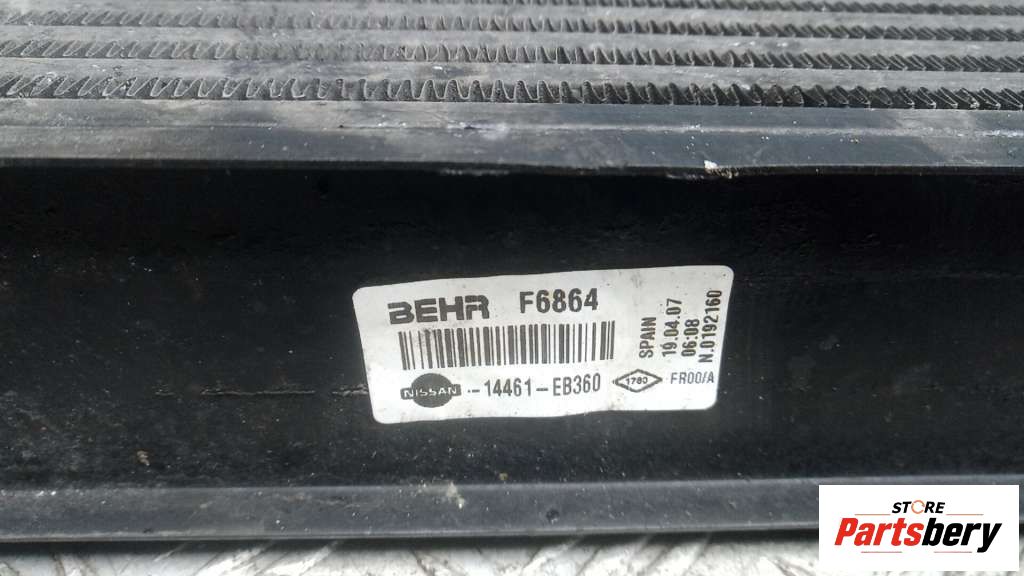 BEHR F6864
NISSAN -14461-EB360
1780
FR00/A
SPAIN
19.04.07
06:08
N.0192160
STORE
Partsbery